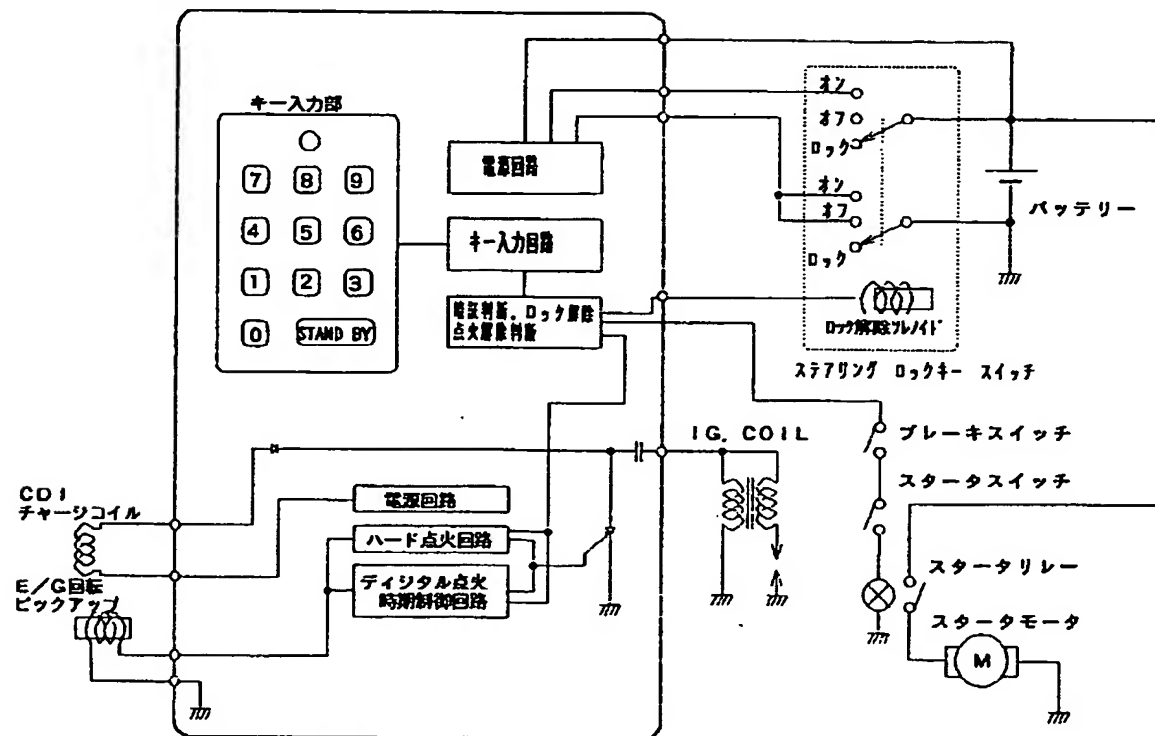 キー入力部
7 8 9
4 5 6
1 2 3
0 STAND BY
電源回路
キー入力回路
暗証判断、ロック解除
点火解除判断
オン
オフ
ロック
オン
オフ
ロック
バッテリー
ロック解除ソレノイド
ステアリング ロックキー スイッチ
IG. COIL
ブレーキスイッチ
スタータスイッチ
スタータリレー
スタータモータ
M
CDI
チャージコイル
E/G回転
ピックアップ
電源回路
ハード点火回路
ディジタル点火
時期制御回路